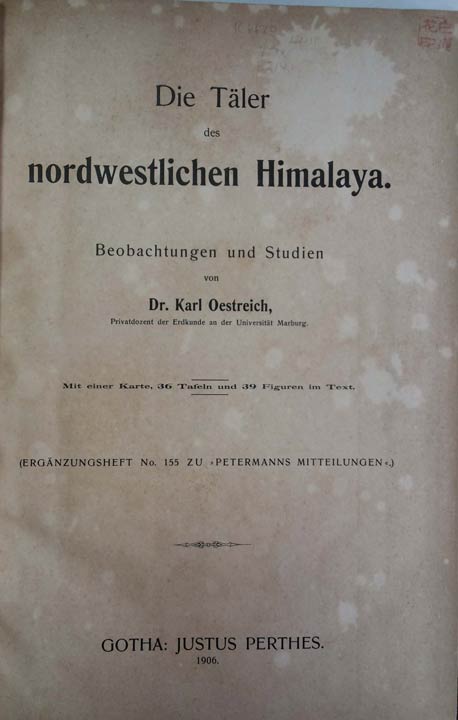 Die Täler
des
nordwestlichen Himalaya.
Beobachtungen und Studien
von
Dr. Karl Oestreich,
Privatdozent der Erdkunde an der Universität Marburg.
Mit einer Karte, 36 Tafeln und 39 Figuren im Text.
(ERGÄNZUNGSHEFT No. 155 ZU »PETERMANNS MITTEILUNGEN«.)
GOTHA: JUSTUS PERTHES.
1906.